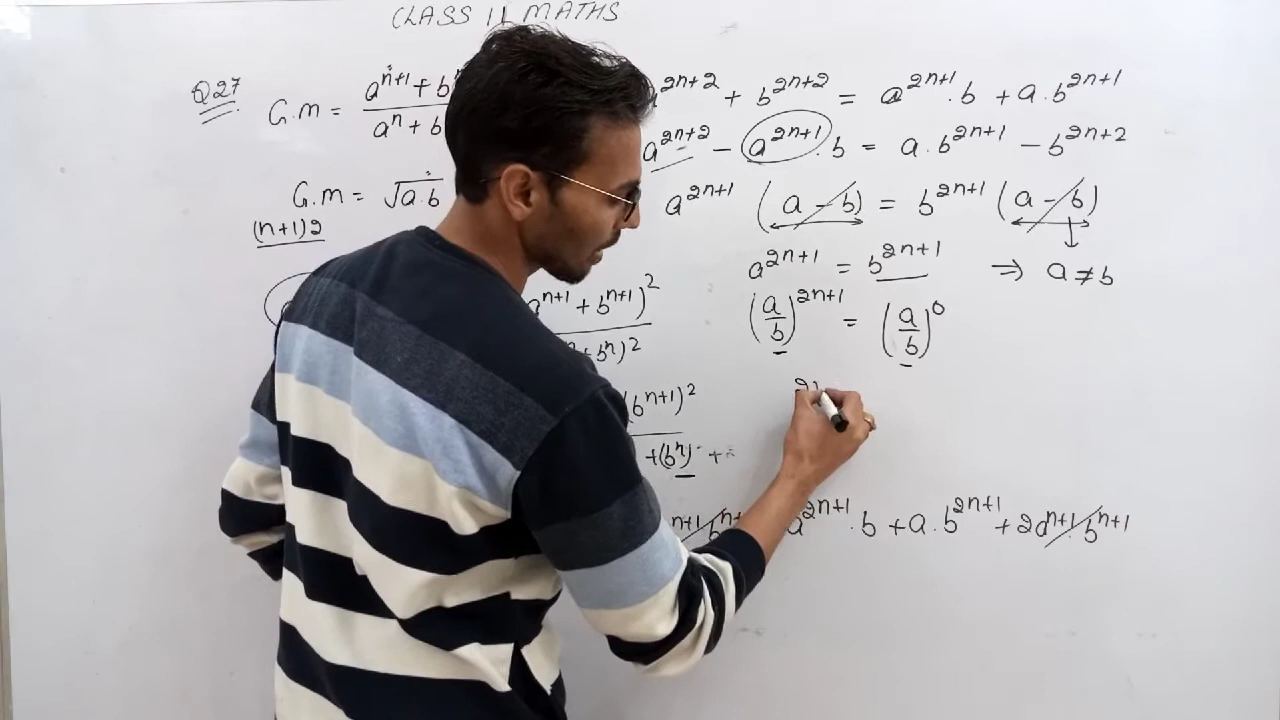 CLASS 11 MATHS
Q27
G.M = a^{n+1} + b / a^n + b
G.M = √a.b
(n+1)2
a^{n+1} + b^{n+1})^2
+ b^n)^2
(b^{n+1})^2
+(b^n) +
a^{2n+2} + b^{2n+2} = a^{2n+1}.b + a.b^{2n+1}
a^{2n+2} - a^{2n+1}.b = a.b^{2n+1} - b^{2n+2}
a^{2n+1} (a-b) = b^{2n+1} (a-b)
a^{2n+1} = b^{2n+1} ⇒ a≠b
(a/b)^{2n+1} = (a/b)^0
a^{2n+1}.b + a.b^{2n+1} + 2a^{n+1}.b^{n+1}